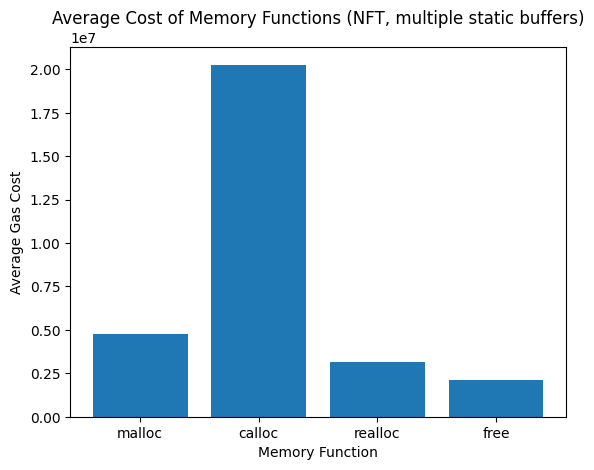 Average Cost of Memory Functions (NFT, multiple static buffers)
1e7
2.00
1.75
1.50
1.25
1.00
0.75
0.50
0.25
0.00
Average Gas Cost
malloc calloc realloc free
Memory Function